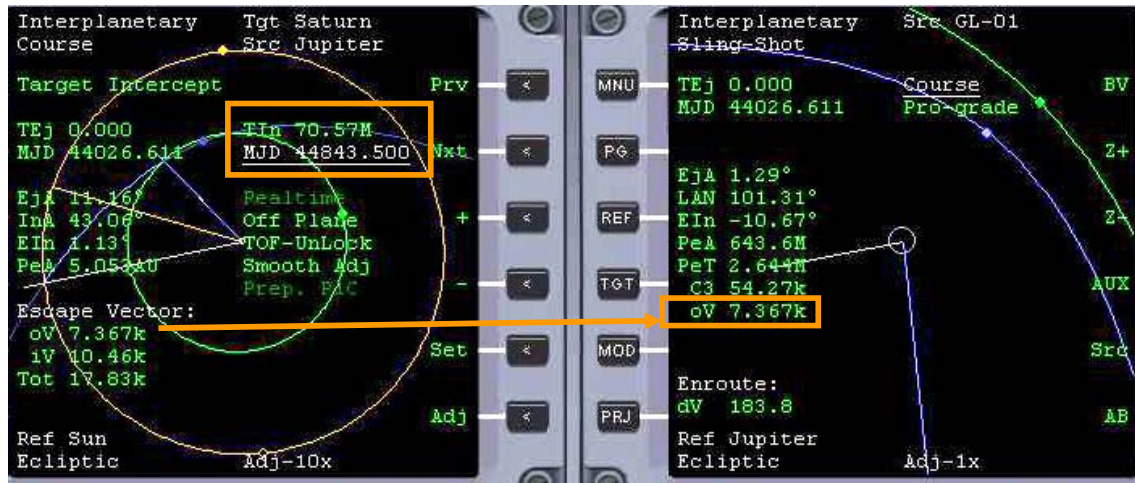 Interplanetary Tgt Saturn
Course Src Jupiter
Target Intercept Prv
TEj 0.000 TIn 70.57M
MJD 44026.611 MJD 44843.500 Nxt
EjA 11.16° Realtime
InA 43.06° Off Plane +
EIn 1.13° TOF-UnLock
PeA 5.053AU Smooth Adj -
Prep. PIC
Escape Vector:
oV 7.367k
iV 10.46k Set
Tot 17.83k
Adj
Ref Sun
Ecliptic Adj-10x
<
<
<
<
<
<
MNU
PG
REF
TGT
MOD
PRJ
Interplanetary Src GL-01
Sling-Shot
TEj 0.000 Course BV
MJD 44026.611 Pro-grade
Z+
EjA 1.29°
LAN 101.31°
EIn -10.67° Z-
PeA 643.6M
PeT 2.644M
C3 54.27k AUX
oV 7.367k
Src
Enroute:
dV 183.8 AB
Ref Jupiter
Ecliptic Adj-1x